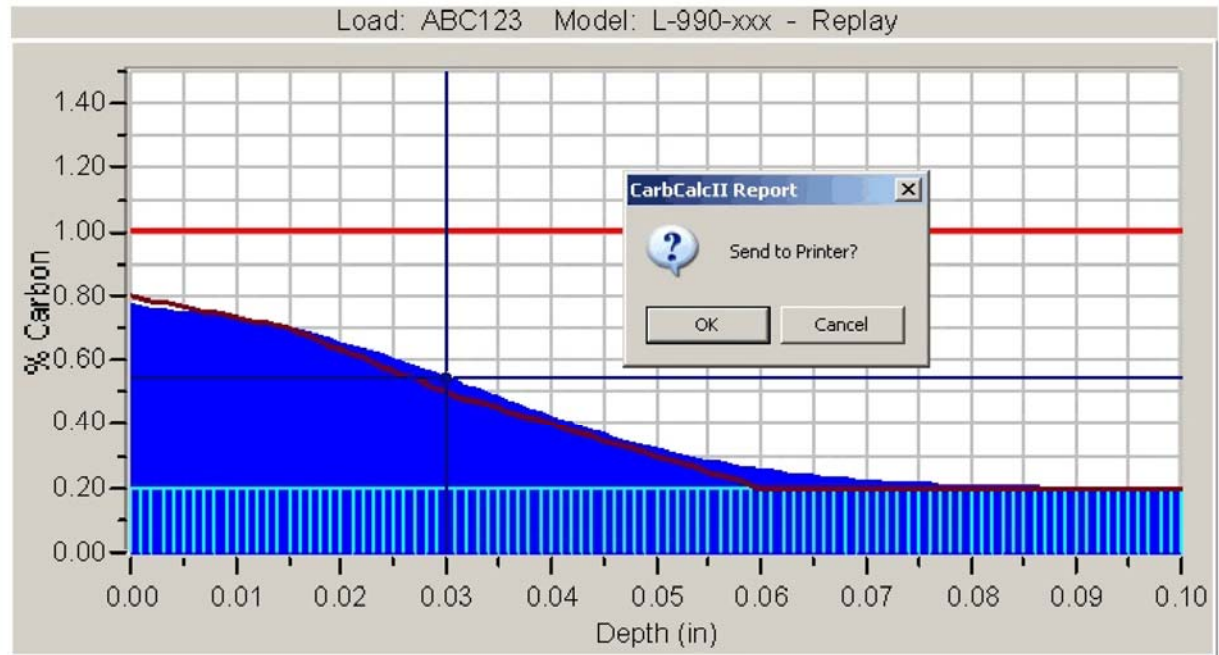 Load: ABC123 Model: L-990-xxx - Replay
1.40
1.20
1.00
0.80
0.60
0.40
0.20
0.00
% Carbon
CarbCalcII Report
Send to Printer?
OK Cancel
0.00 0.01 0.02 0.03 0.04 0.05 0.06 0.07 0.08 0.09 0.10
Depth (in)